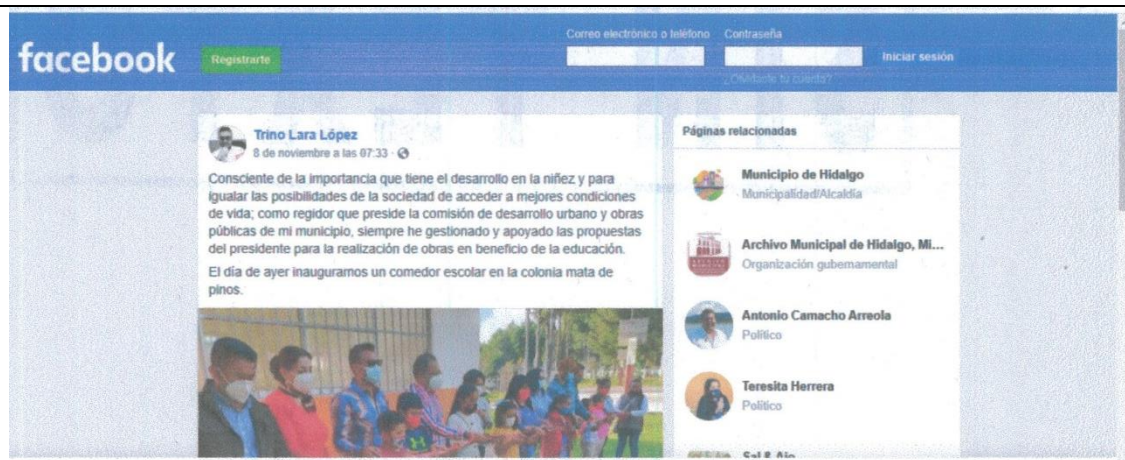 Correo electrónico o teléfono Contraseña
facebook Registrarte Iniciar sesión
¿Olvidaste tu cuenta?
Trino Lara López
8 de noviembre a las 07:33 ·
Consciente de la importancia que tiene el desarrollo en la niñez y para
igualar las posibilidades de la sociedad de acceder a mejores condiciones
de vida; como regidor que preside la comisión de desarrollo urbano y obras
públicas de mi municipio, siempre he gestionado y apoyado las propuestas
del presidente para la realización de obras en beneficio de la educación.
El día de ayer inauguramos un comedor escolar en la colonia mata de
pinos.
Páginas relacionadas
Municipio de Hidalgo
Municipalidad/Alcaldía
Archivo Municipal de Hidalgo, Mi...
Organización gubernamental
Antonio Camacho Arreola
Político
Teresita Herrera
Político
Sal & Ajo